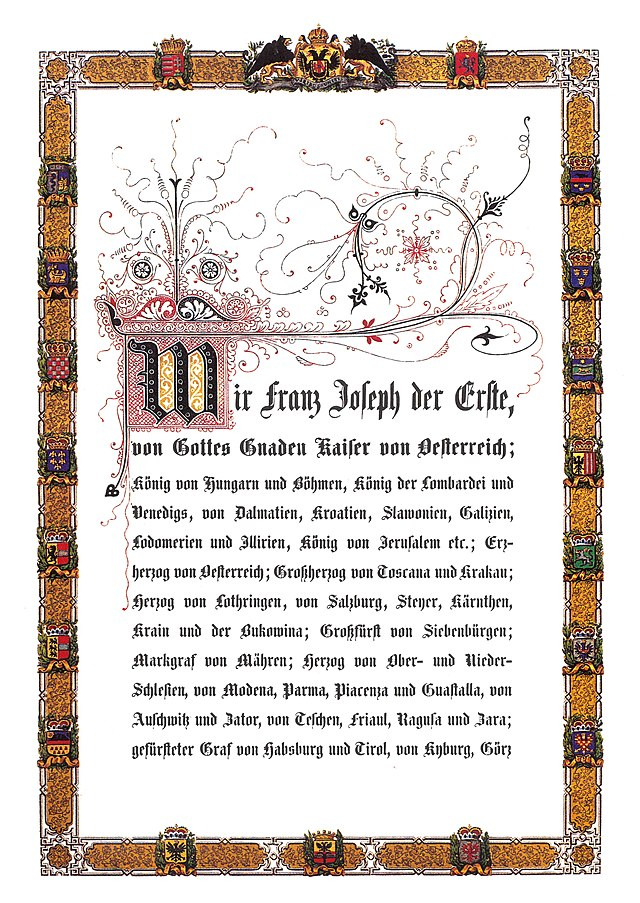 Wir Franz Joseph der Erste,
von Gottes Gnaden Kaiser von Oesterreich;
König von Hungarn und Böhmen, König der Lombardei und
Venedigs, von Dalmatien, Kroatien, Slawonien, Galizien,
Lodomerien und Illirien, König von Jerusalem etc.; Erz-
herzog von Oesterreich; Großherzog von Toscana und Krakau;
Herzog von Lothringen, von Salzburg, Steyer, Kärnthen,
Krain und der Bukowina; Großfürst von Siebenbürgen;
Markgraf von Mähren; Herzog von Ober- und Nieder-
Schlesien, von Modena, Parma, Piacenza und Guastalla, von
Auschwitz und Zator, von Teschen, Friaul, Ragusa und Zara;
gefürsteter Graf von Habsburg und Tirol, von Kyburg, Görz